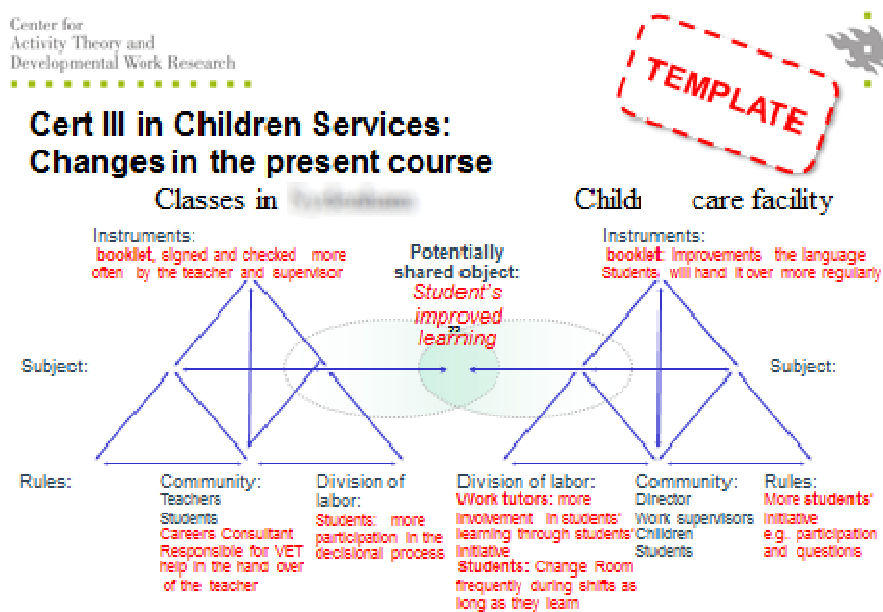 Center for
Activity Theory and
Developmental Work Research
TEMPLATE
Cert III in Children Services:
Changes in the present course
Classes in
Childr care facility
Instruments:
booklet, signed and checked more
often by the teacher and supervisor
Potentially
shared object:
Student's
improved
learning
Instruments:
booklet: Improvements the language
Students will hand it over more regularly
Subject:
Subject:
Rules:
Community:
Teachers
Students
Careers Consultant
Responsible for VET
help in the hand over
of the teacher
Division of
labor:
Students: more
participation in the
decisional process
Division of labor:
Work tutors: more
involvement in students'
learning through students'
initiative
Students: Change Room
frequently during shifts as
long as they learn
Community:
Director
Work supervisors
Children
Students
Rules:
More students'
initiative
e.g.. participation
and questions